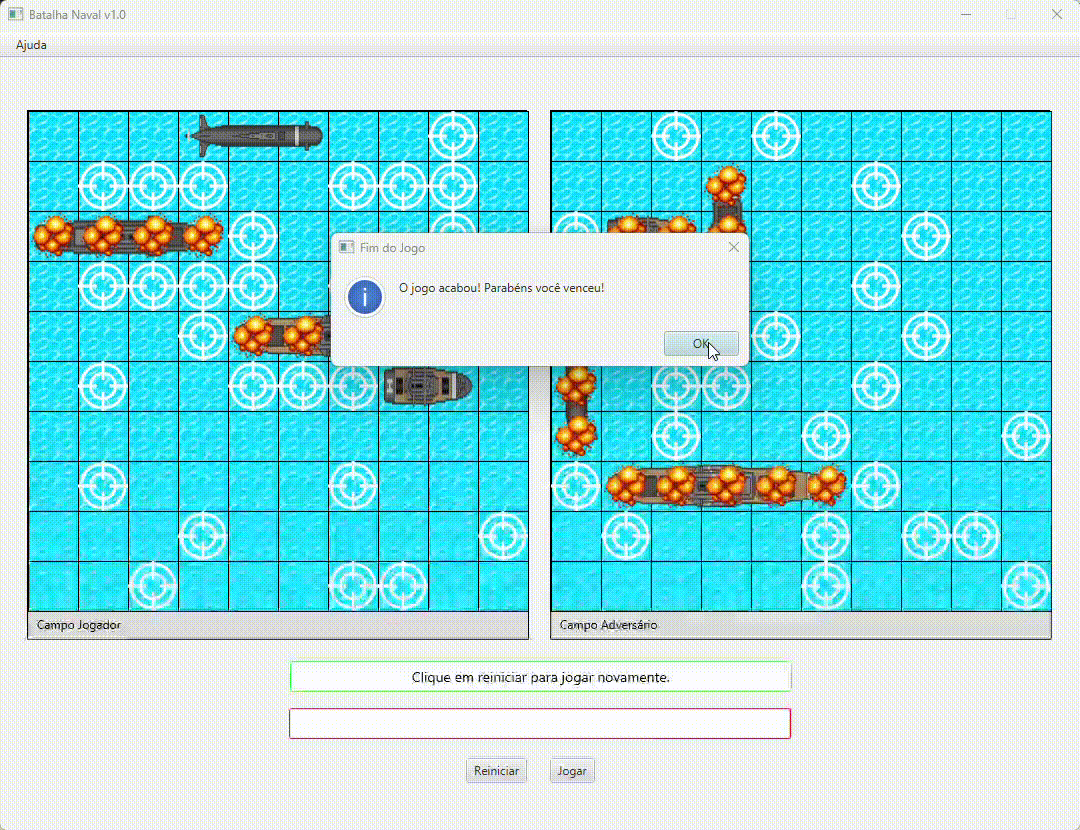 Batalha Naval v1.0
Ajuda
Fim do Jogo
O jogo acabou! Parabéns você venceu!
OK
Campo Jogador
Campo Adversário
Clique em reiniciar para jogar novamente.
Reiniciar
Jogar